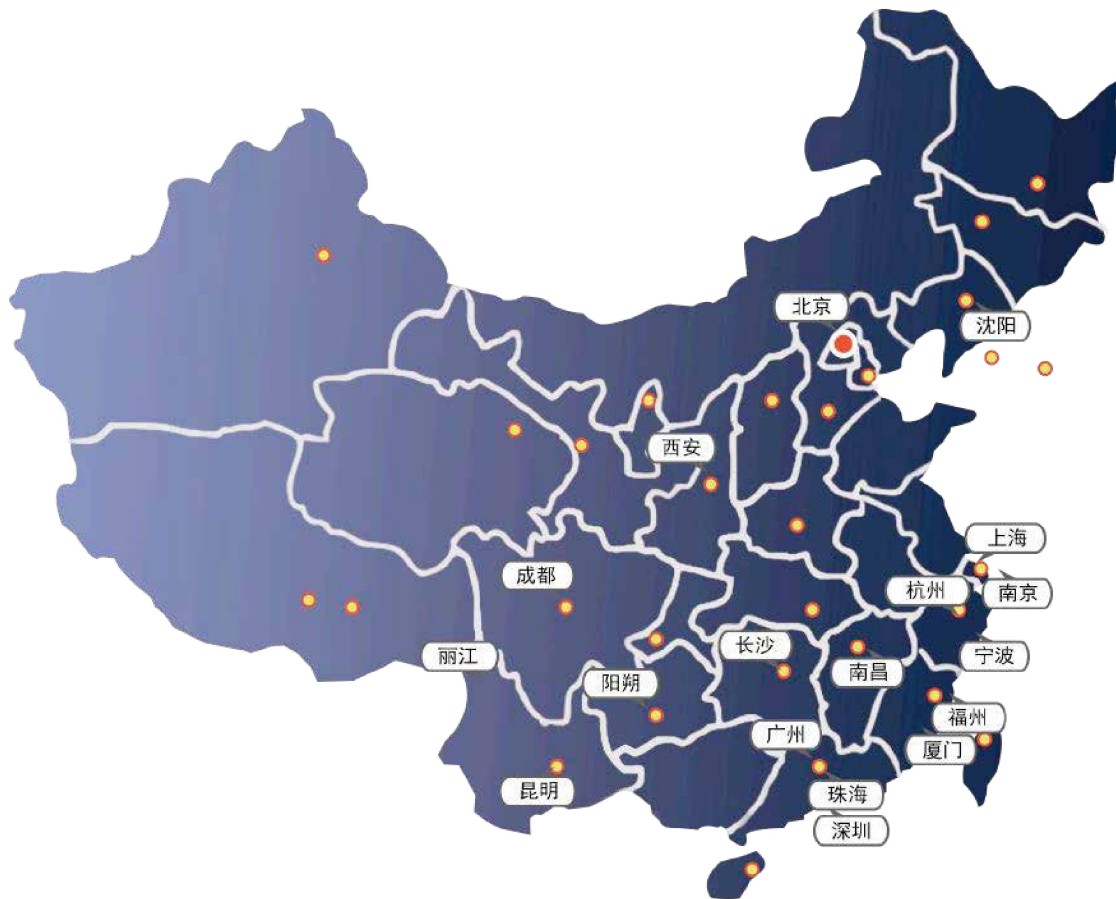 北京
沈阳
西安
上海
成都
杭州
南京
丽江
长沙
宁波
南昌
阳朔
福州
广州
厦门
昆明
珠海
深圳